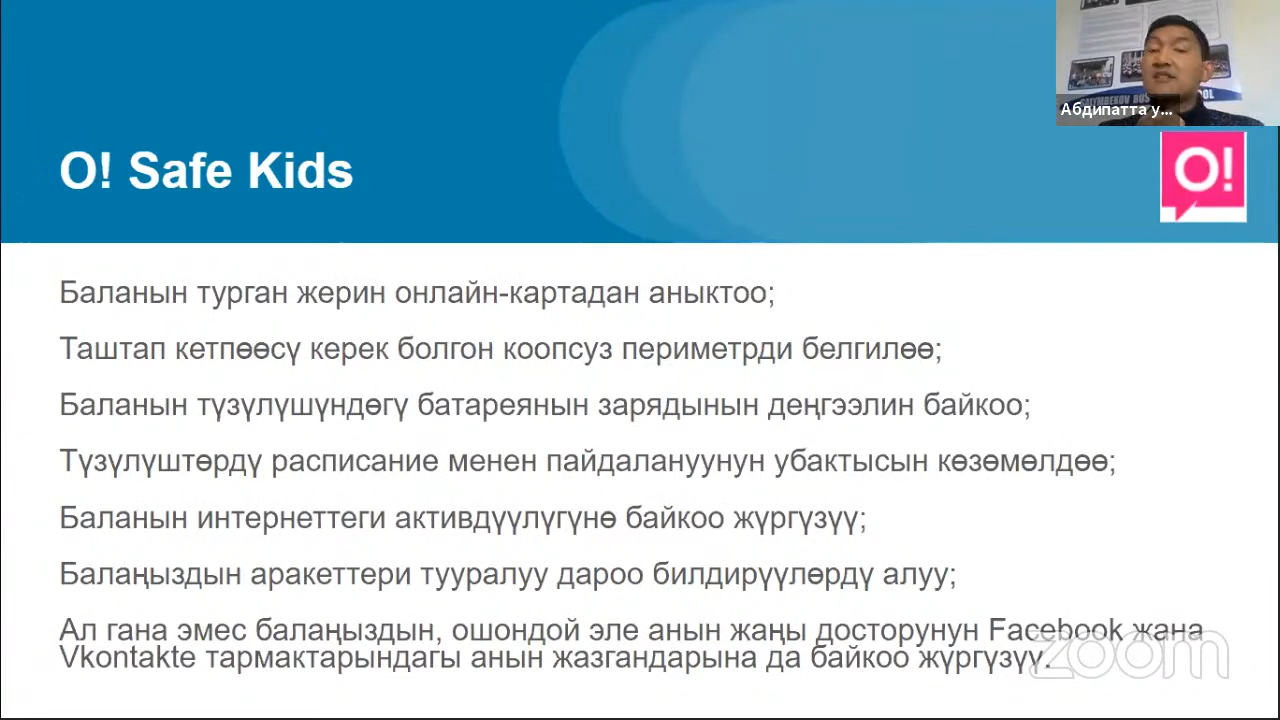 Абдипатта у...
O!
O! Safe Kids
Баланын турган жерин онлайн-картадан аныктоо;
Таштап кетпөөсү керек болгон коопсуз периметрди белгилөө;
Баланын түзүлүшүндөгү батареянын зарядынын деңгээлин байкоо;
Түзүлүштөрдү расписание менен пайдалануунун убактысын көзөмөлдөө;
Баланын интернеттеги активдүүлүгүнө байкоо жүргүзүү;
Балаңыздын аракеттери тууралуу дароо билдирүүлөрдү алуу;
Ал гана эмес балаңыздын, ошондой эле анын жаңы досторунун Facebook жана
Vkontakte тармактарындагы анын жазгандарына да байкоо жүргүзүү.
zoom